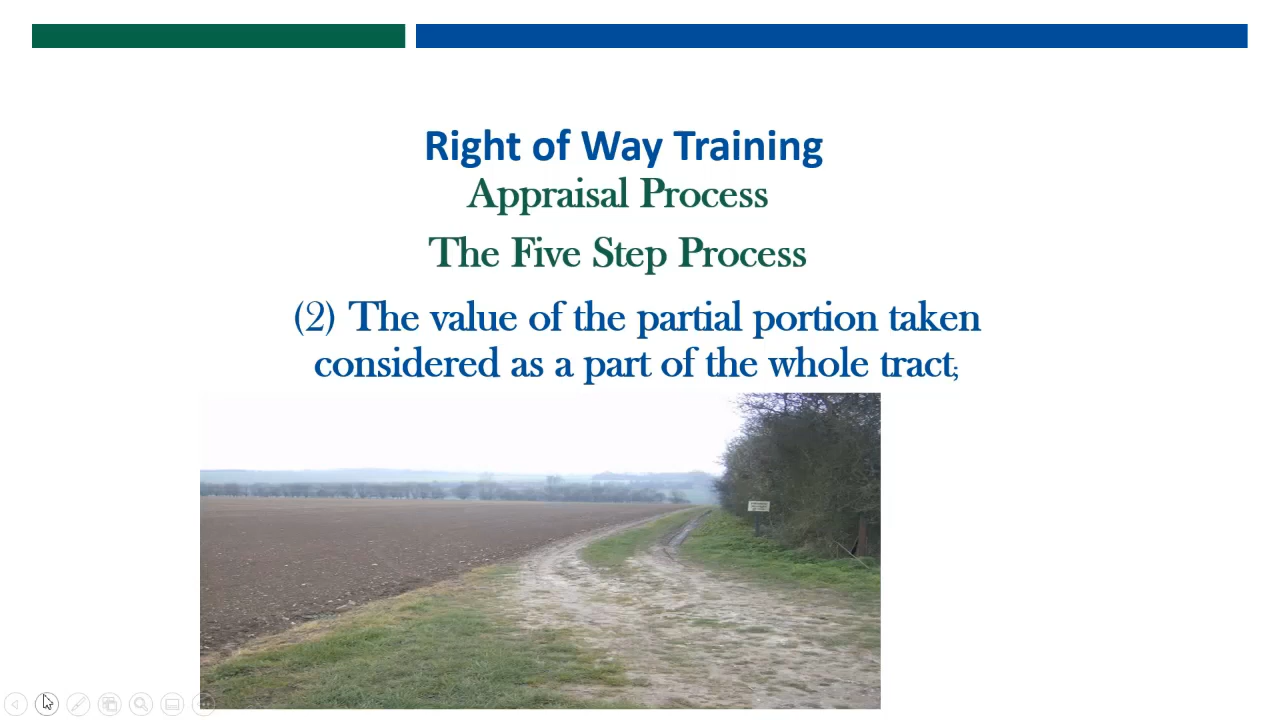 Right of Way Training
Appraisal Process
The Five Step Process
(2) The value of the partial portion taken
considered as a part of the whole tract;